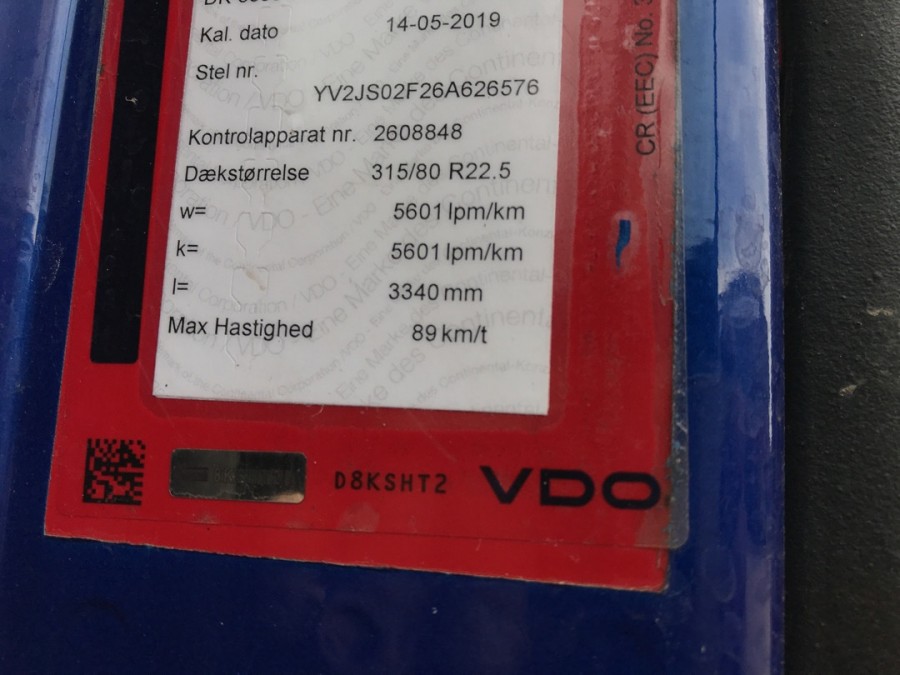 Kal. dato 14-05-2019
Stel nr.
YV2JS02F26A626576
Kontrolapparat nr. 2608848
Dækstørrelse 315/80 R22.5
w= 5601 lpm/km
k= 5601 lpm/km
l= 3340 mm
Max Hastighed 89 km/t
CR (EEC) No. 3
D8KSHT2 VDO